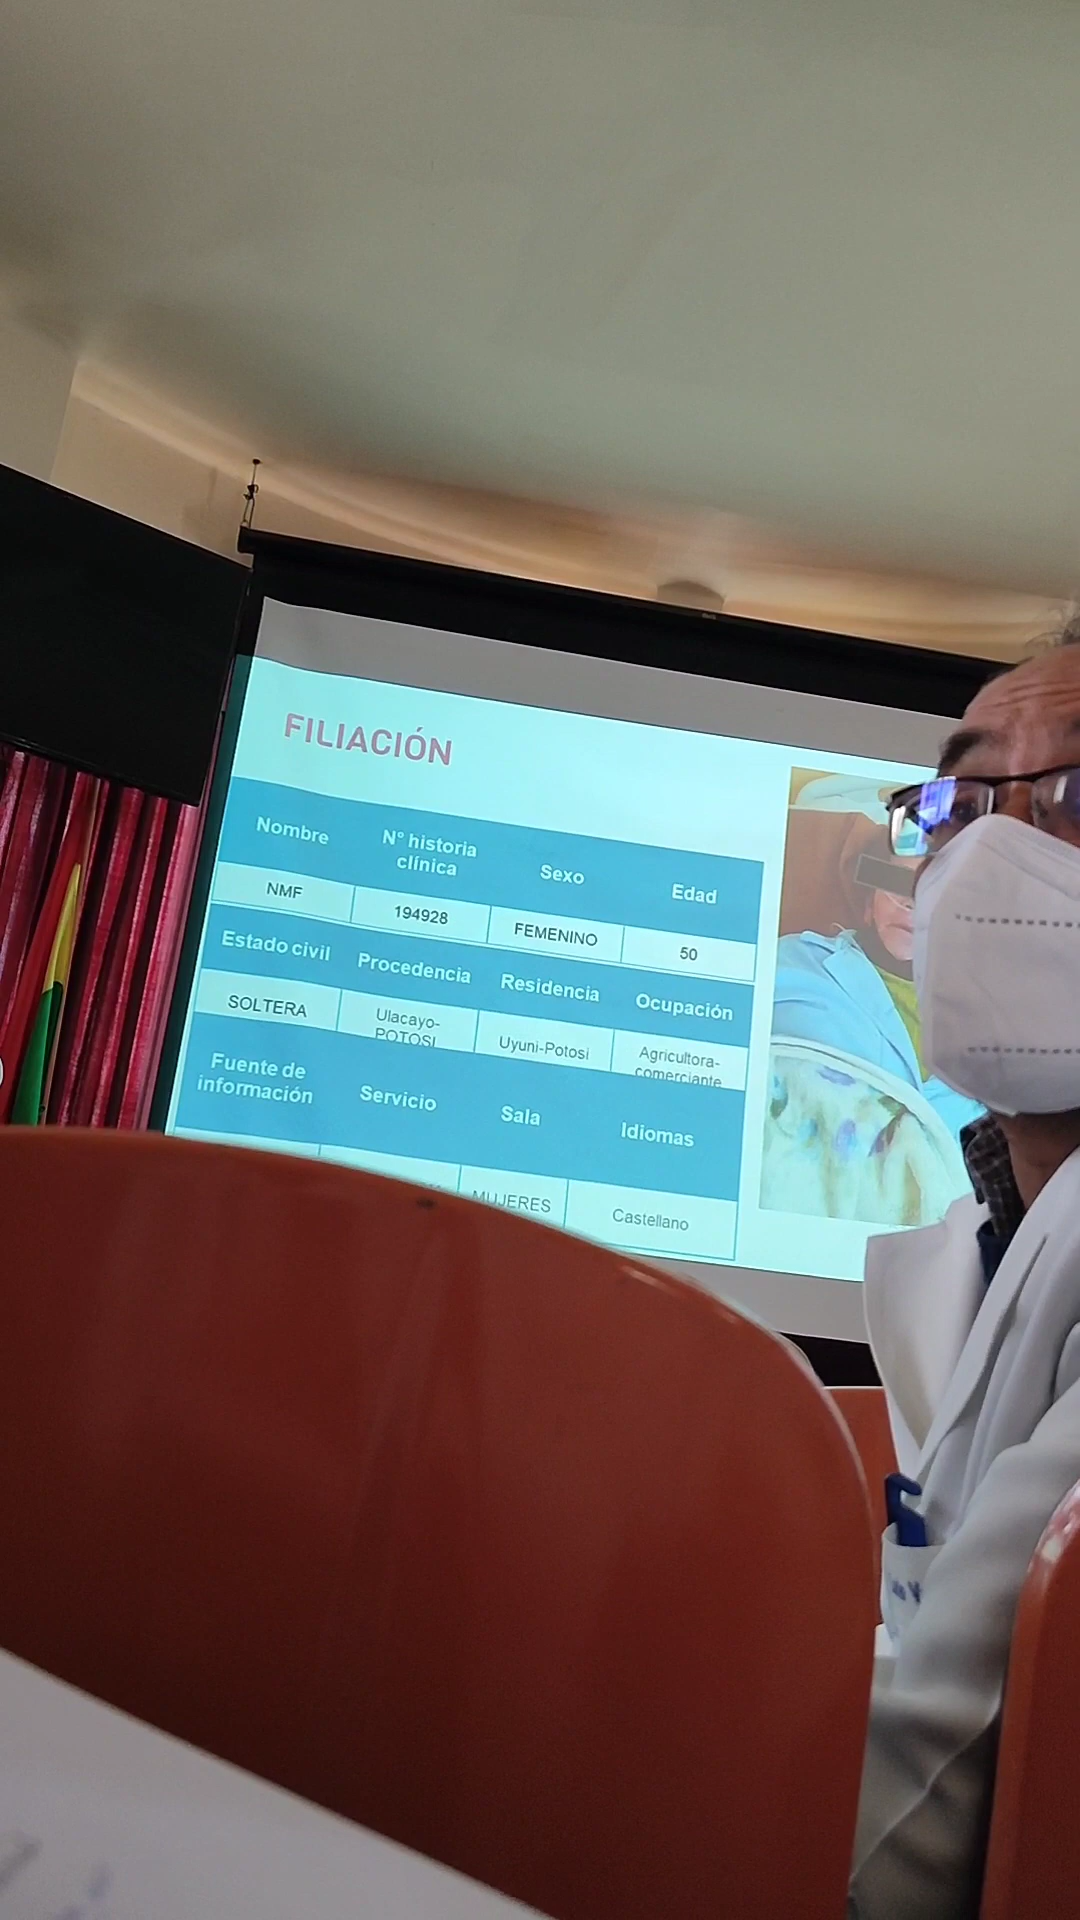 FILIACIÓN
Nombre
N° historia
clínica
Sexo
Edad
NMF
194928
FEMENINO
50
Estado civil
Procedencia
Residencia
Ocupación
SOLTERA
Ulacayo-
POTOSI
Uyuni-Potosi
Agricultora-
comerciante
Fuente de
información
Servicio
Sala
Idiomas
MUJERES
Castellano